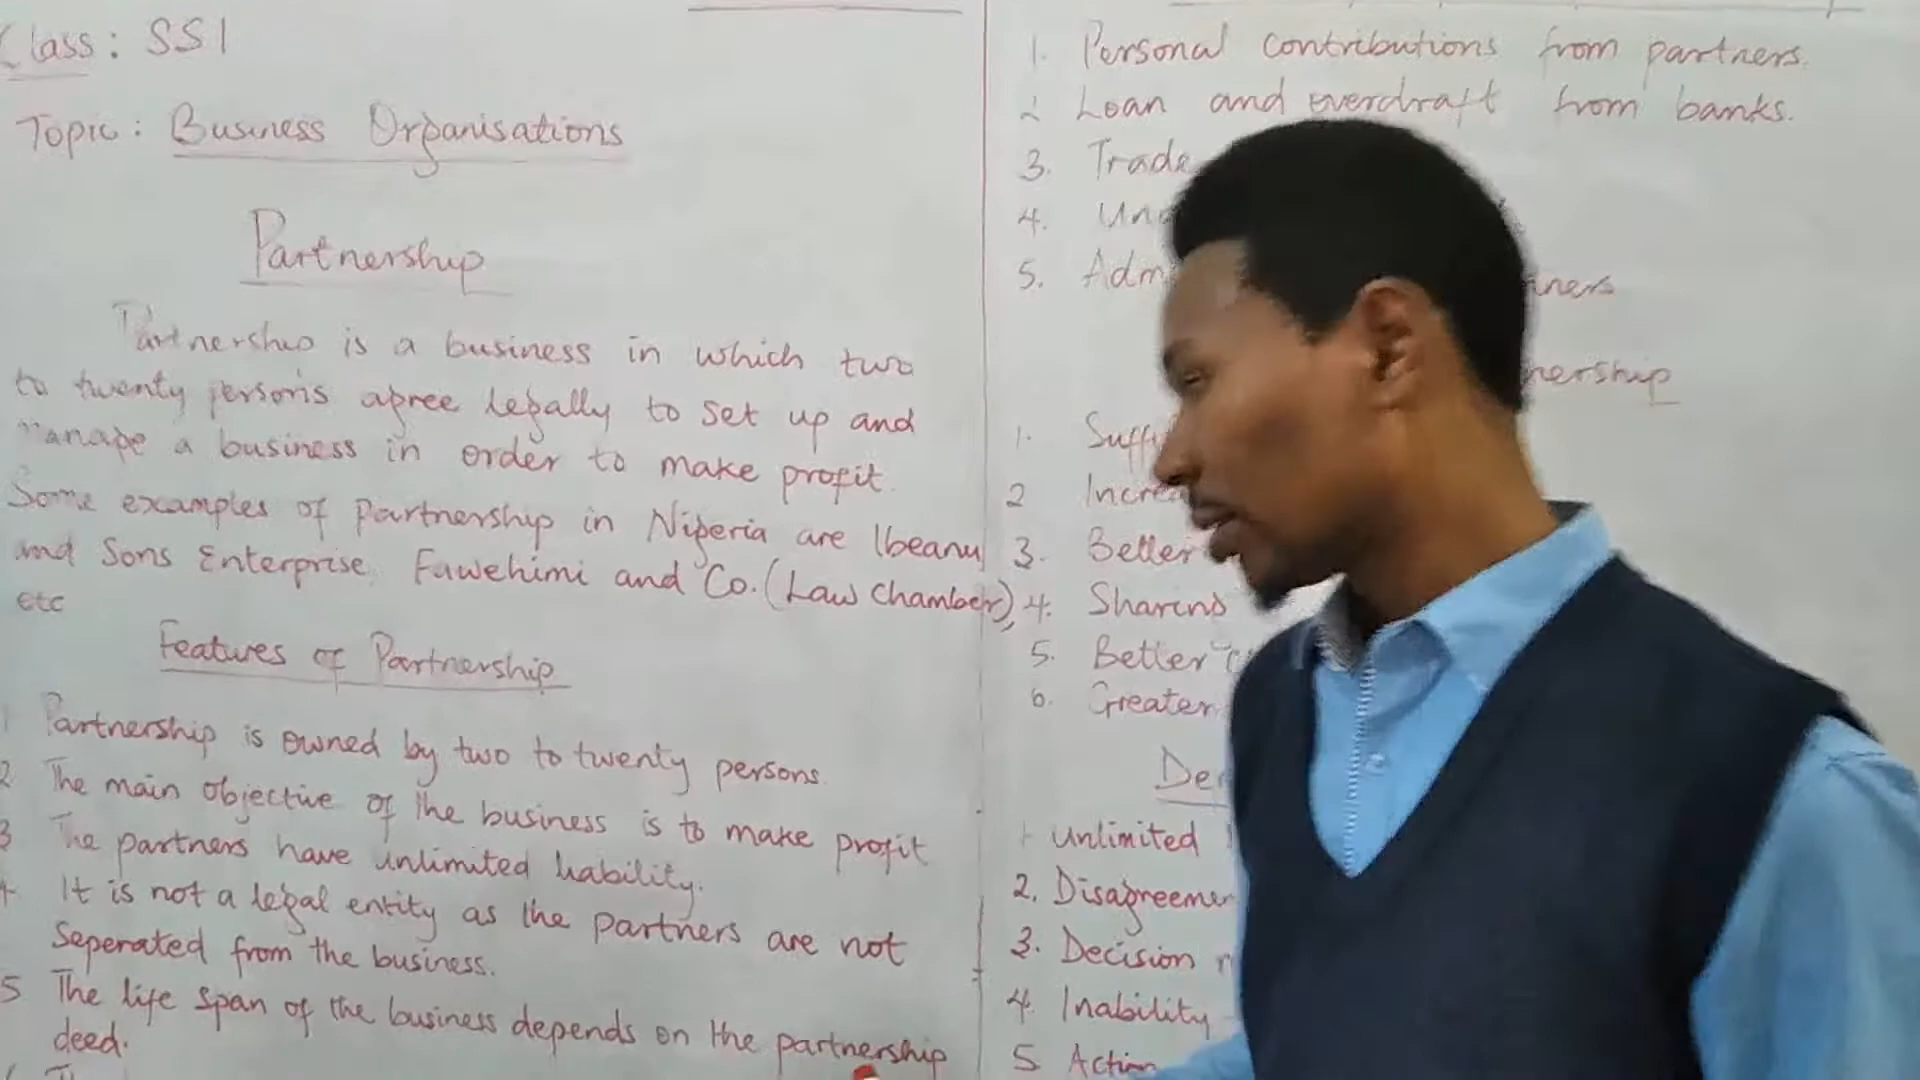 Class: SS1
Topic: Business Organisations
Partnership
Partnership is a business in which two
to twenty persons agree legally to set up and
manage a business in order to make profit.
Some examples of partnership in Nigeria are Ibeanu
and Sons Enterprise, Fawehimi and Co. (Law Chamber),
etc
Features of Partnership
1 Partnership is owned by two to twenty persons.
2 The main objective of the business is to make profit
3 The partners have unlimited liability.
4 It is not a legal entity as the partners are not
Seperated from the business.
5 The life span of the business depends on the partnership
deed.
1. Personal contributions from partners.
2 Loan and overdraft from banks.
3. Trade
4.
5.
1.
2
3. Better
4. Sharing
5. Better
6. Greater
Unlimited
2.
3. Decision
4. Inability
5 Action